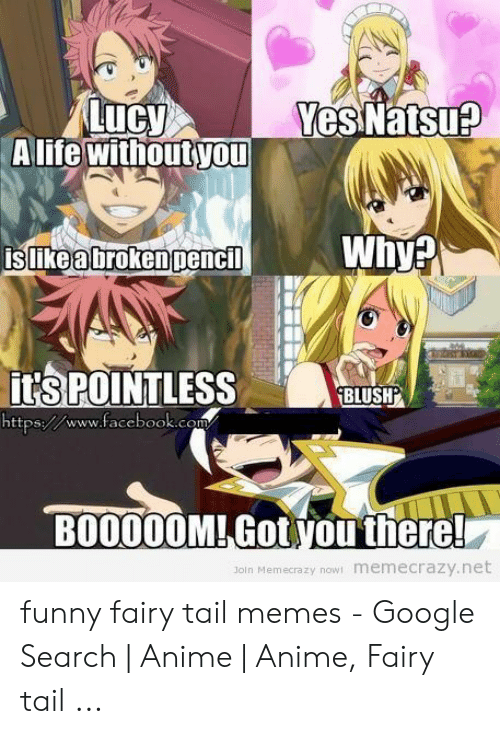 Lucy
Yes Natsu?
A life without you
is like a broken pencil
Why?
it's POINTLESS
*BLUSH*
https://www.facebook.com/
BOOOOOM! Got you there!
Join Memecrazy now! memecrazy.net
funny fairy tail memes - Google
Search | Anime | Anime, Fairy
tail ...